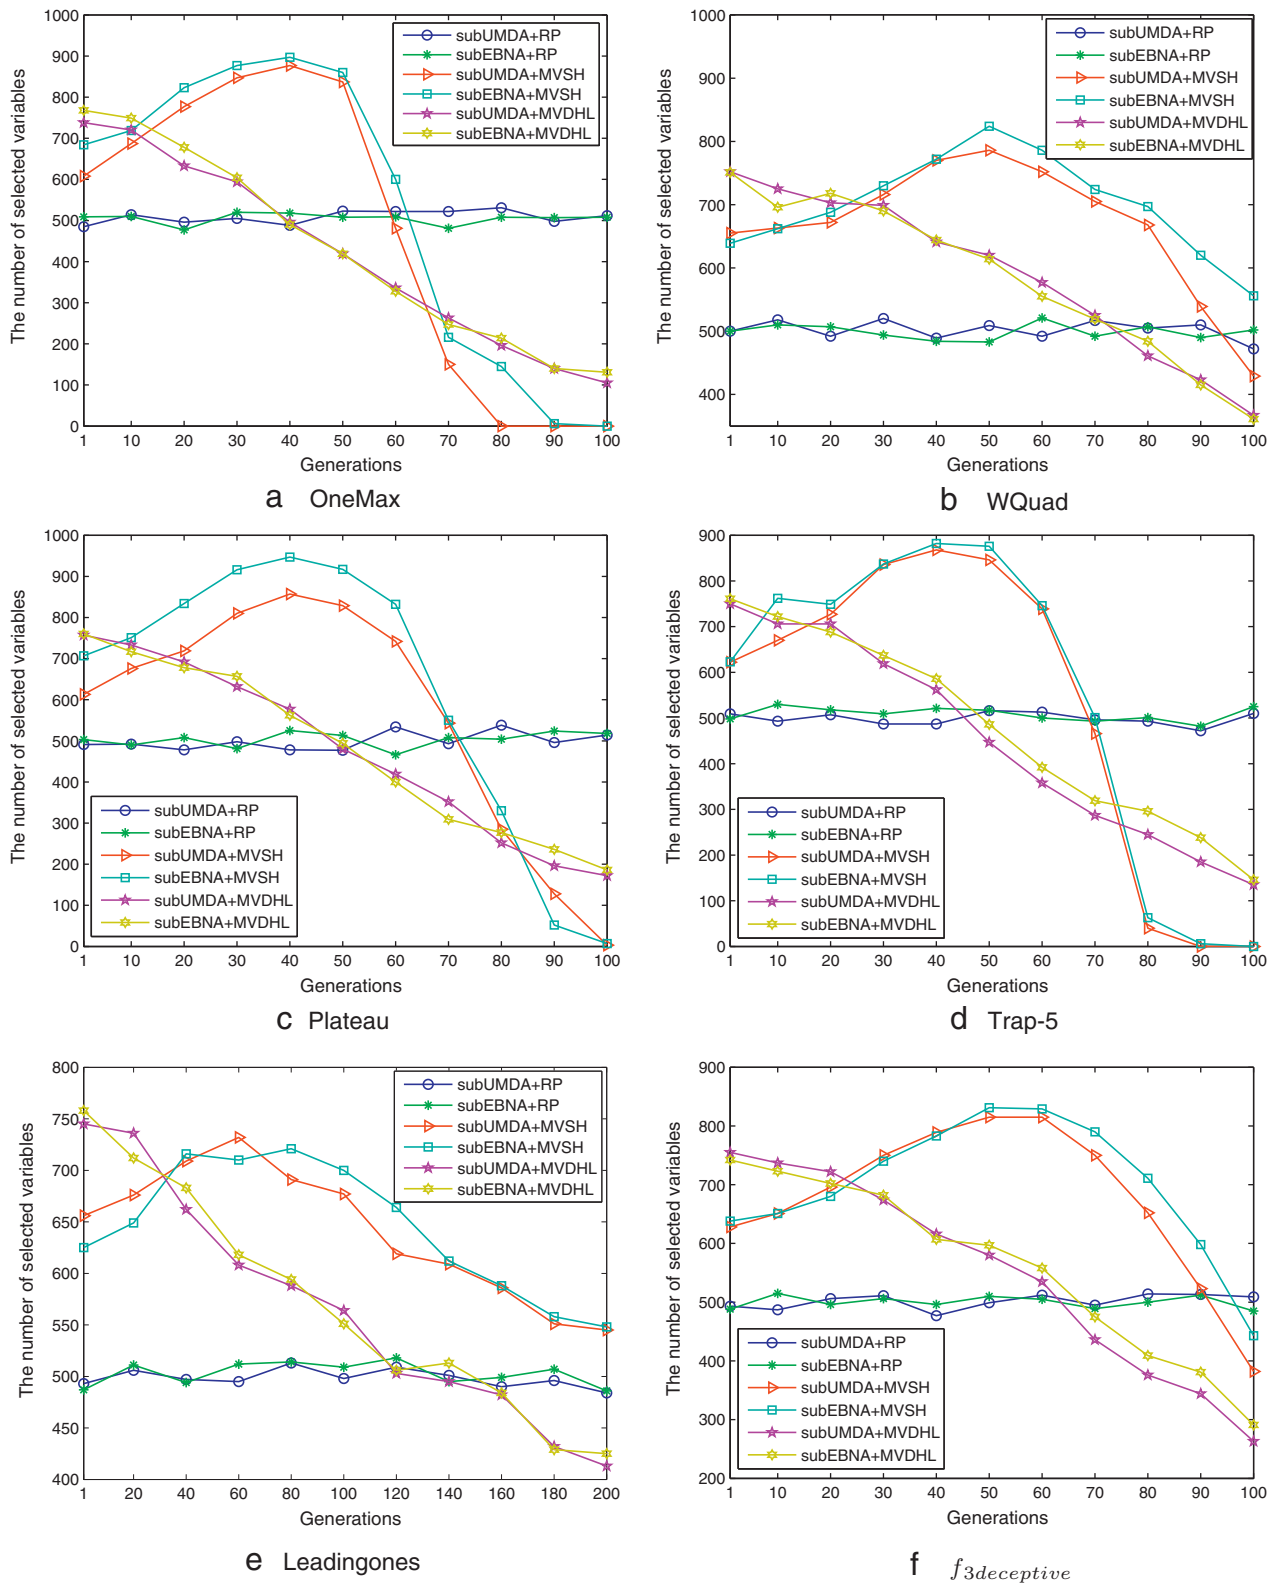 The number of selected variables
1000
900
800
700
600
500
400
300
200
100
0
1 10 20 30 40 50 60 70 80 90 100
Generations
subUMDA+RP
subEBNA+RP
subUMDA+MVSH
subEBNA+MVSH
subUMDA+MVDHL
subEBNA+MVDHL
a OneMax
The number of selected variables
1000
900
800
700
600
500
400
1 10 20 30 40 50 60 70 80 90 100
Generations
subUMDA+RP
subEBNA+RP
subUMDA+MVSH
subEBNA+MVSH
subUMDA+MVDHL
subEBNA+MVDHL
b WQuad
The number of selected variables
1000
900
800
700
600
500
400
300
200
100
0
subUMDA+RP
subEBNA+RP
subUMDA+MVSH
subEBNA+MVSH
subUMDA+MVDHL
subEBNA+MVDHL
1 10 20 30 40 50 60 70 80 90 100
Generations
c Plateau
The number of selected variables
900
800
700
600
500
400
300
200
100
0
subUMDA+RP
subEBNA+RP
subUMDA+MVSH
subEBNA+MVSH
subUMDA+MVDHL
subEBNA+MVDHL
1 10 20 30 40 50 60 70 80 90 100
Generations
d Trap-5
The number of selected variables
800
750
700
650
600
550
500
450
400
subUMDA+RP
subEBNA+RP
subUMDA+MVSH
subEBNA+MVSH
subUMDA+MVDHL
subEBNA+MVDHL
1 20 40 60 80 100 120 140 160 180 200
Generations
e Leadingones
The number of selected variables
900
800
700
600
500
400
300
200
subUMDA+RP
subEBNA+RP
subUMDA+MVSH
subEBNA+MVSH
subUMDA+MVDHL
subEBNA+MVDHL
1 10 20 30 40 50 60 70 80 90 100
Generations
f f3deceptive